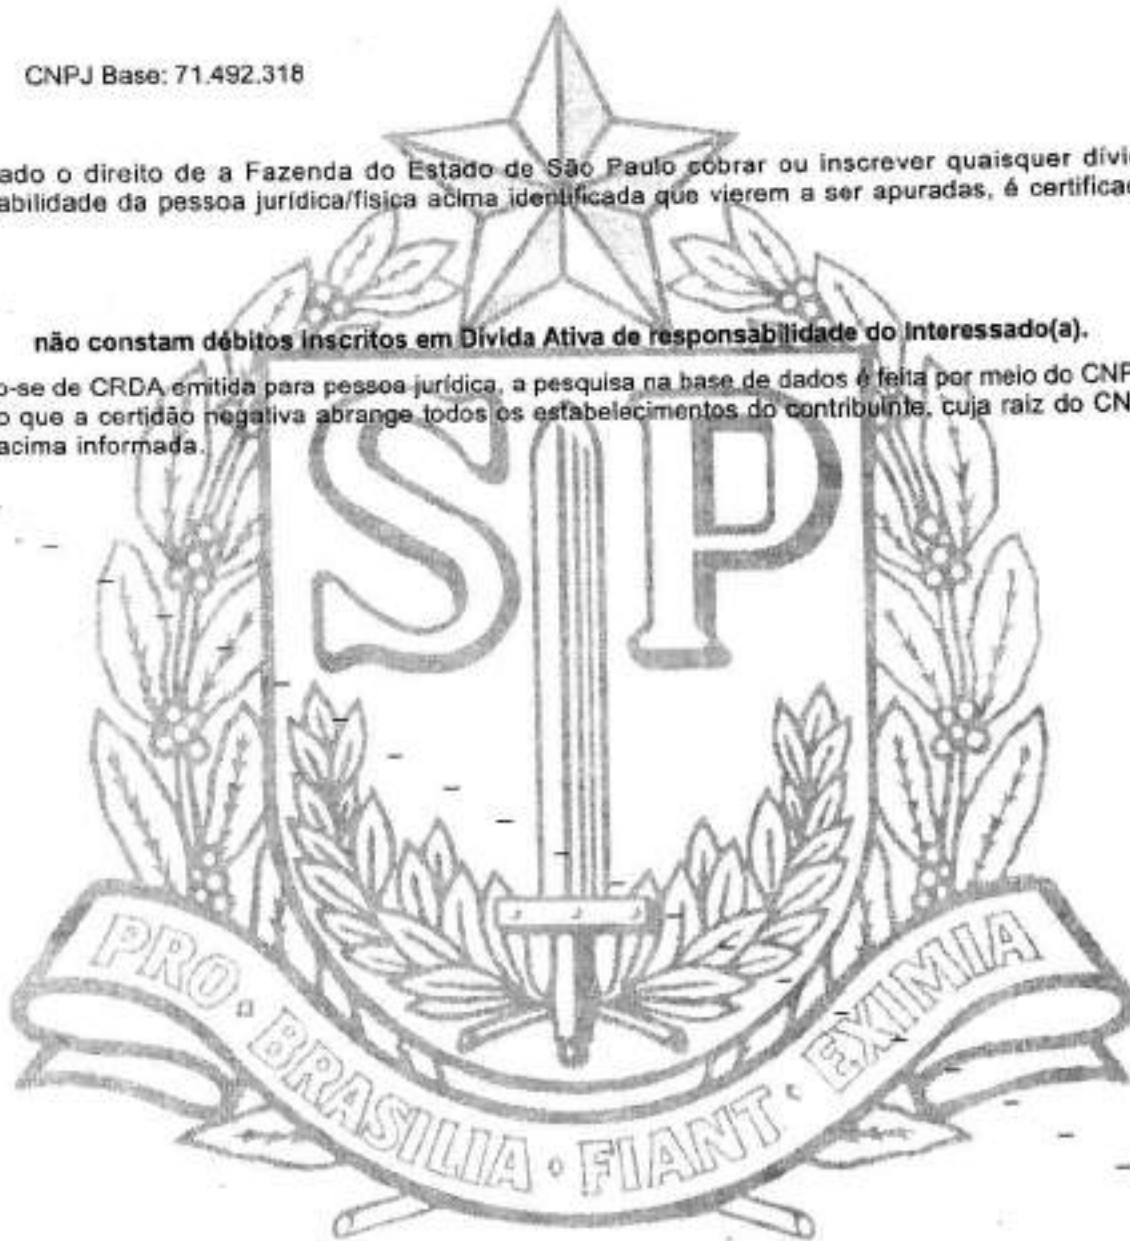 CNPJ Base: 71.492.318
ado o direito de a Fazenda do Estado de São Paulo cobrar ou inscrever quaisquer dívi
abilidade da pessoa jurídica/física acima identificada que vierem a ser apuradas, é certifica
não constam débitos inscritos em Dívida Ativa de responsabilidade do Interessado(a).
o-se de CRDA emitida para pessoa jurídica, a pesquisa na base de dados é feita por meio do CNP
o que a certidão negativa abrange todos os estabelecimentos do contribuinte, cuja raiz do CN
acima informada.
SP
PRO • BRASILIA • FIANT • EXIMIA